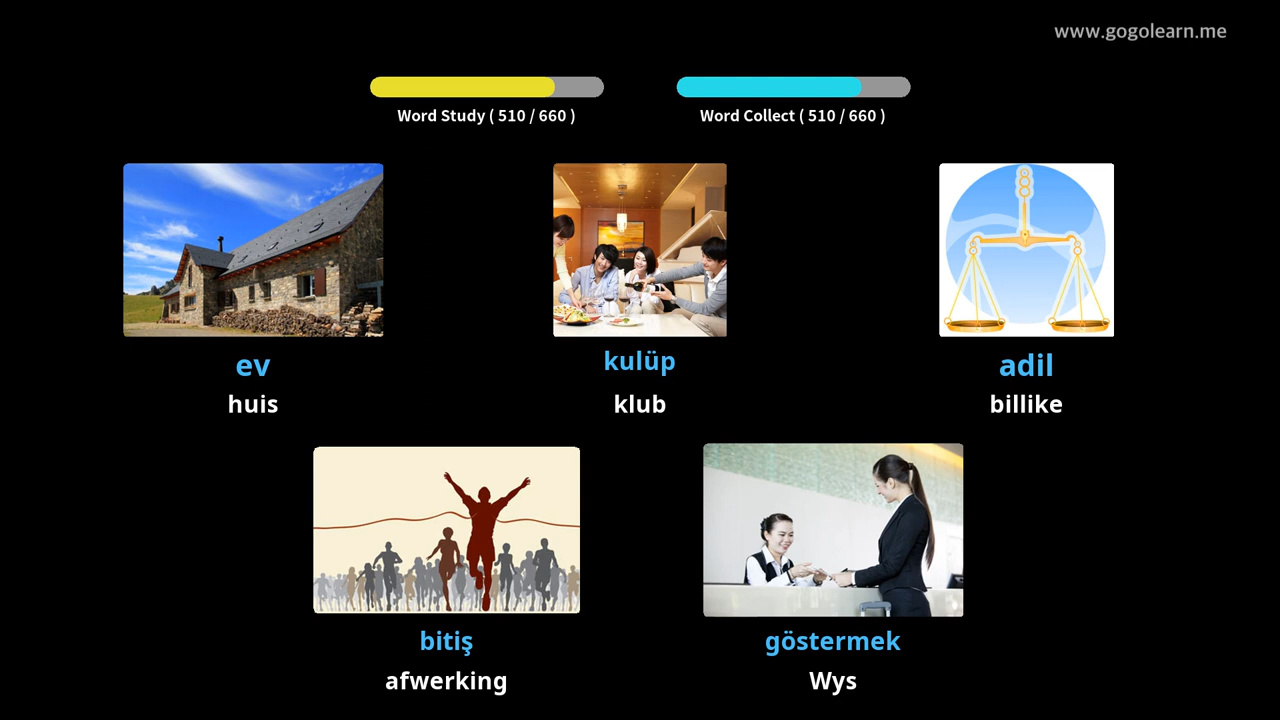 www.gogolearn.me
Word Study ( 510 / 660 )
Word Collect ( 510 / 660 )
ev
huis
kulüp
klub
adil
billike
bitiş
afwerking
göstermek
Wys